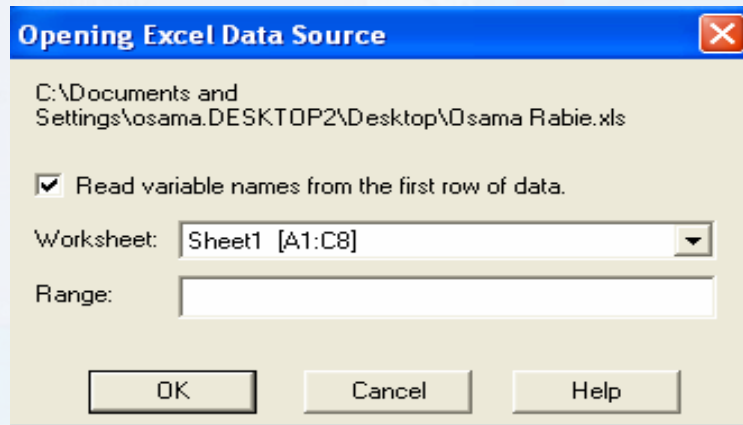 Opening Excel Data Source
C:\Documents and
Settings\osama.DESKTOP2\Desktop\Osama Rabie.xls
Read variable names from the first row of data.
Worksheet: Sheet1 [A1:C8]
Range:
OK Cancel Help